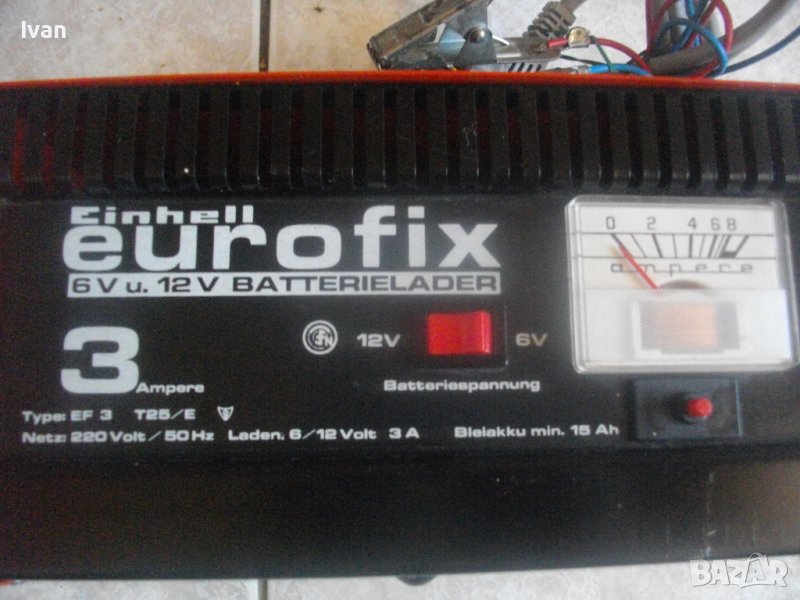 Ivan
Einhell
eurofix
6 V u. 12 V BATTERIELADER
0 2 4 6 8
ampere
3 Ampere
12V 6V
Batteriespannung
Type: EF 3 T25/E
Netz: 220 Volt / 50 Hz Laden. 6/12 Volt 3 A Bleiakku min. 15 Ah
BAZAR